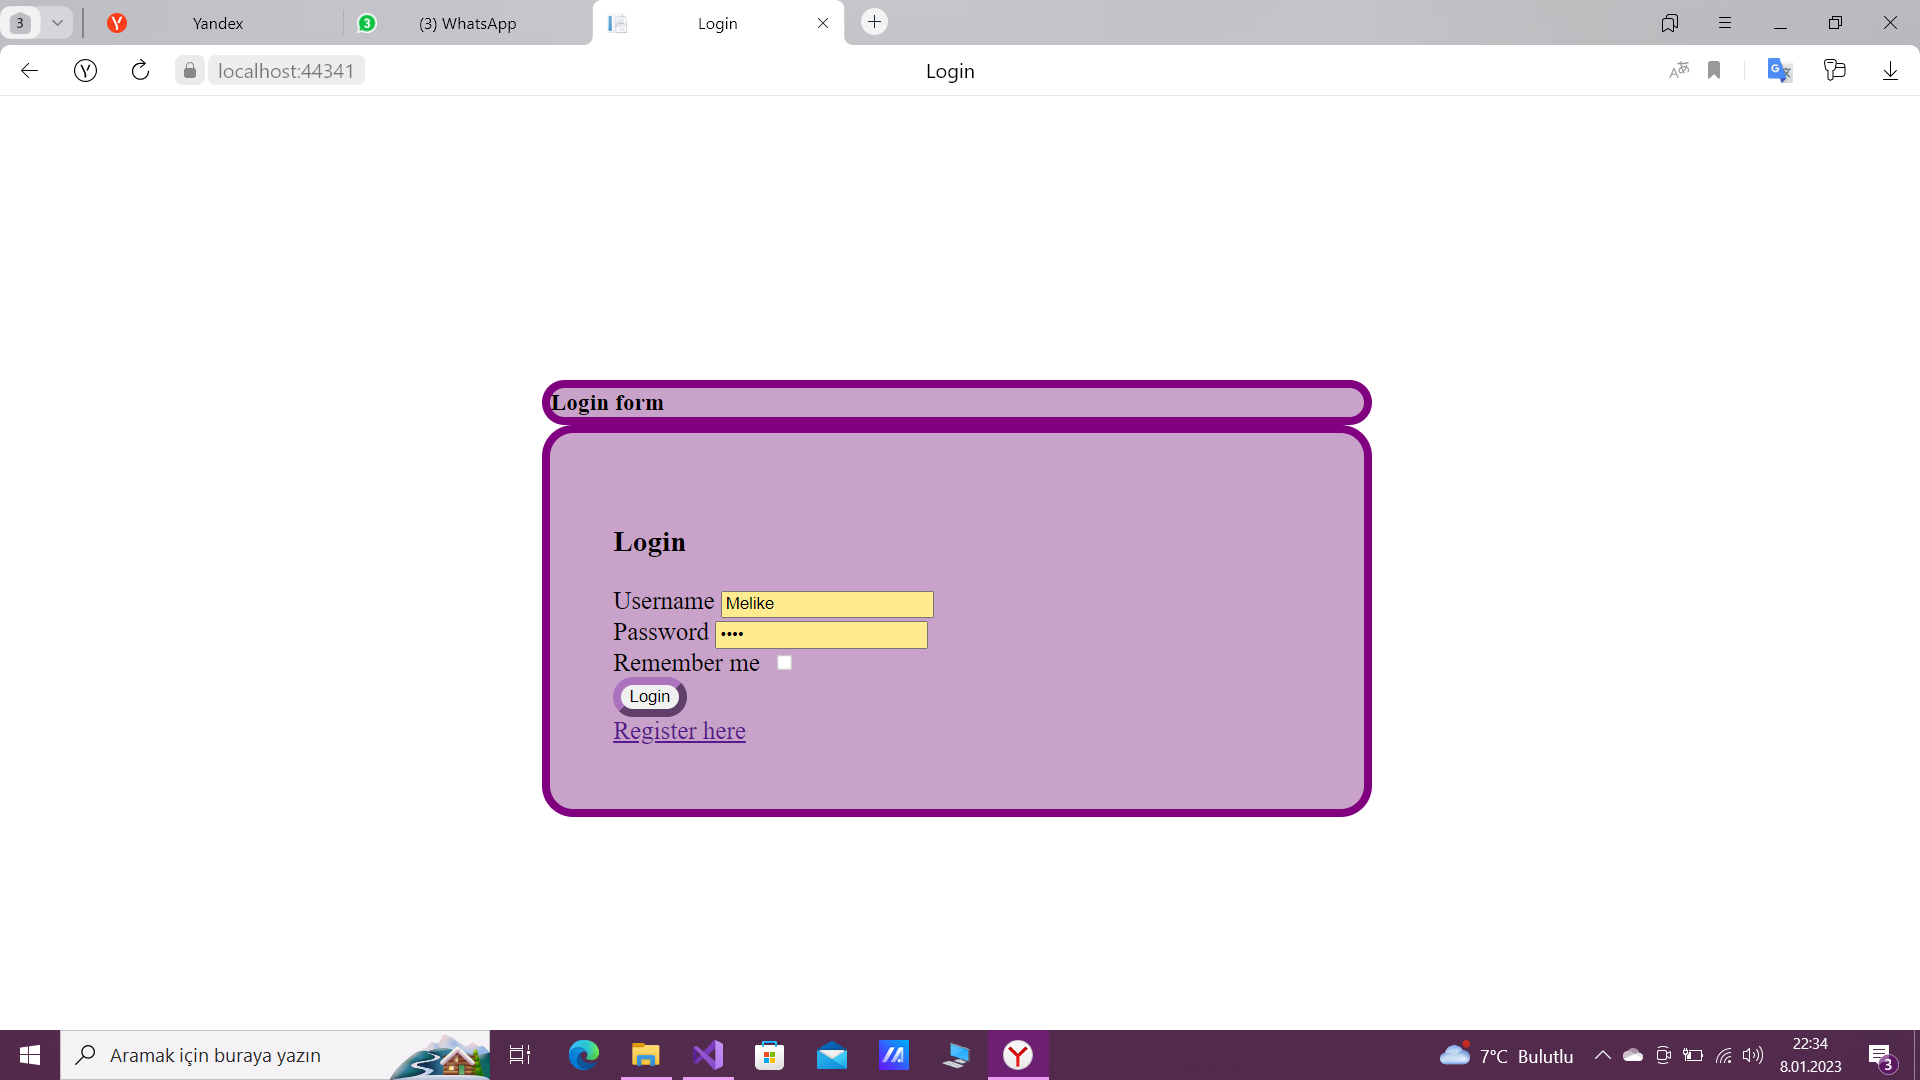 3
Yandex
3
(3) WhatsApp
Login
localhost:44341
Login
Login form
Login
Username Melike
Password ••••
Remember me
Login
Register here
Aramak için buraya yazın
7°C Bulutlu
22:34
8.01.2023
3